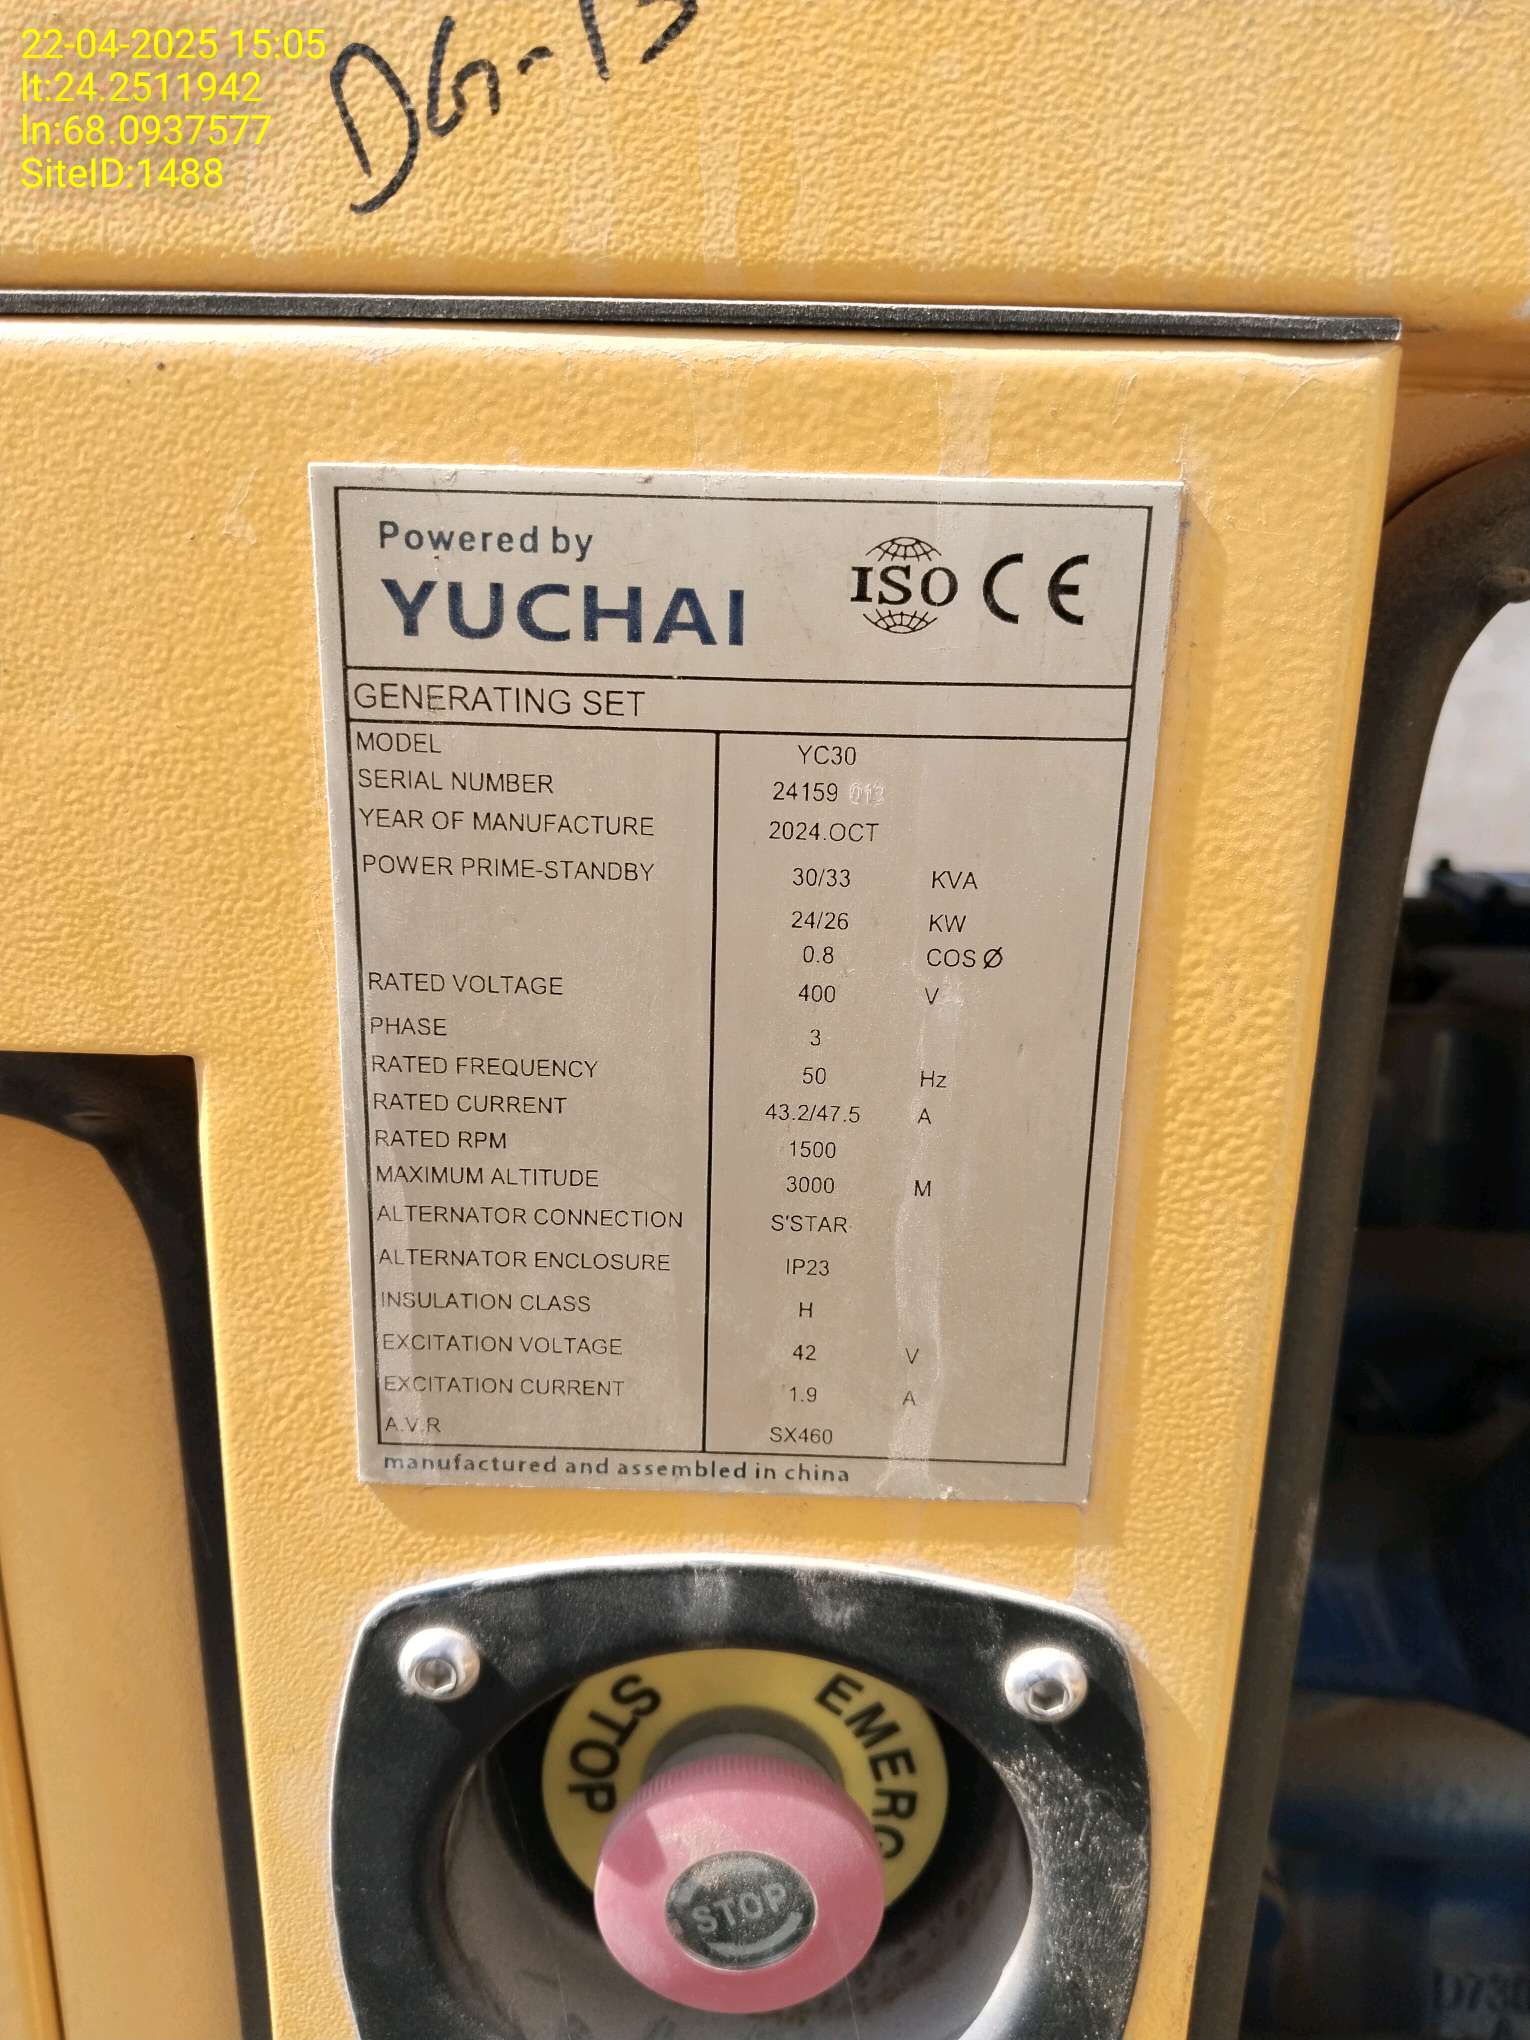 22-04-2025 15:05
lt:24.2511942
ln:68.0937577
SiteID:1488
DG-13
Powered by
YUCHAI
ISO CE
GENERATING SET
MODEL YC30
SERIAL NUMBER 24159 013
YEAR OF MANUFACTURE 2024.OCT
POWER PRIME-STANDBY 30/33 KVA
24/26 KW
0.8 COS Ø
RATED VOLTAGE 400 V
PHASE 3
RATED FREQUENCY 50 Hz
RATED CURRENT 43.2/47.5 A
RATED RPM 1500
MAXIMUM ALTITUDE 3000 M
ALTERNATOR CONNECTION S'STAR
ALTERNATOR ENCLOSURE IP23
INSULATION CLASS H
EXCITATION VOLTAGE 42 V
EXCITATION CURRENT 1.9 A
A.V.R SX460
manufactured and assembled in china
STOP EMERG
STOP